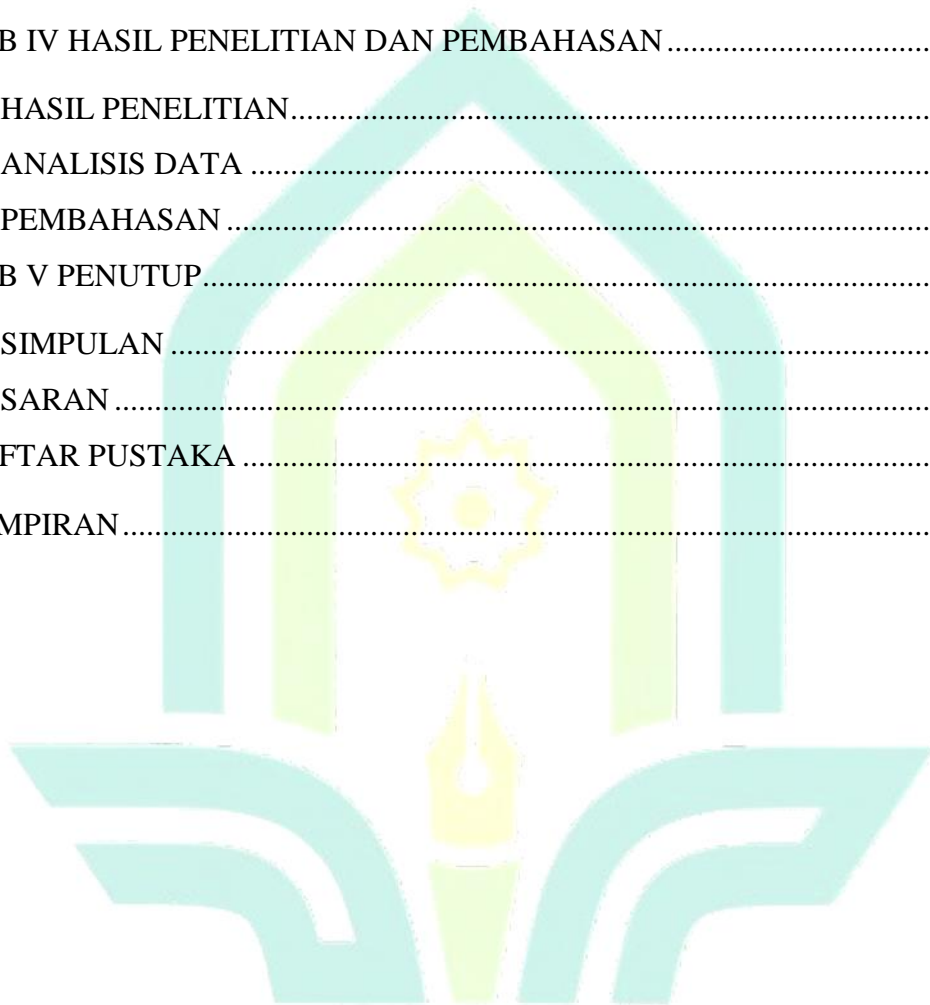 B IV HASIL PENELITIAN DAN PEMBAHASAN ................................
HASIL PENELITIAN................................................................................
ANALISIS DATA ....................................................................................
PEMBAHASAN .......................................................................................
B V PENUTUP..........................................................................................
SIMPULAN ..............................................................................................
SARAN ....................................................................................................
FTAR PUSTAKA .....................................................................................
MPIRAN..................................................................................................